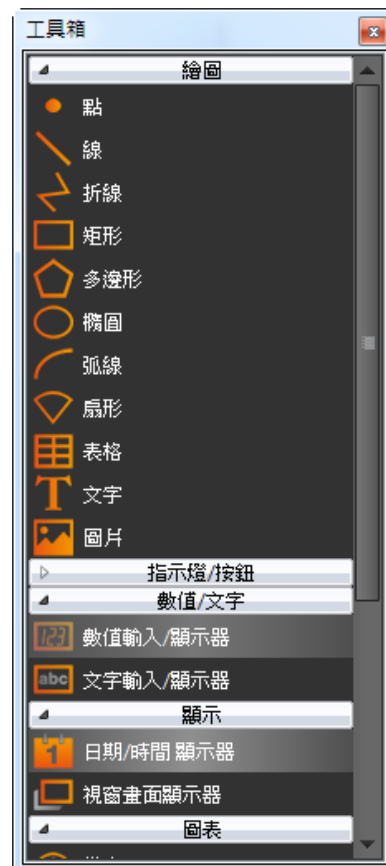 工具箱
繪圖
點
線
折線
矩形
多邊形
橢圓
弧線
扇形
表格
T 文字
圖片
指示燈/按鈕
數值/文字
123 數值輸入/顯示器
abc 文字輸入/顯示器
顯示
1 日期/時間 顯示器
視窗畫面顯示器
圖表